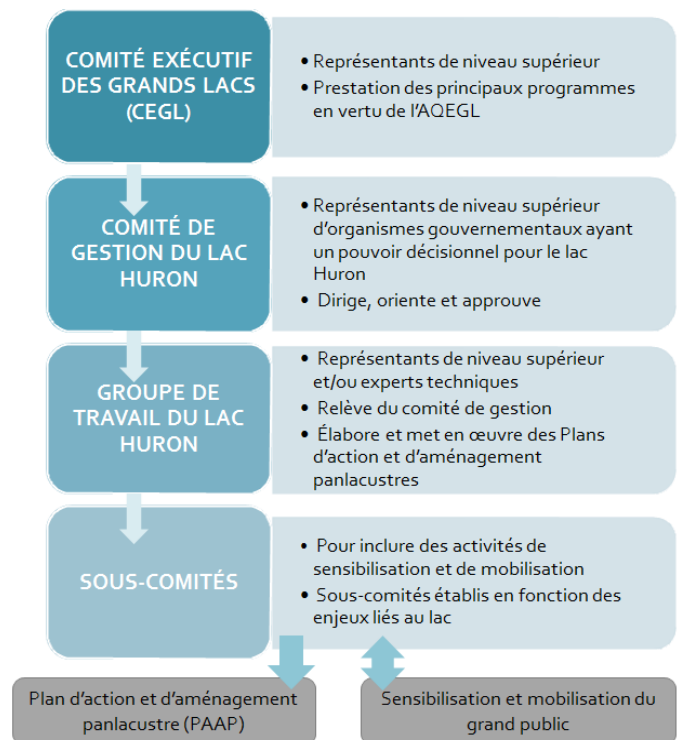 COMITÉ EXÉCUTIF
DES GRANDS LACS
(CEGL)
• Représentants de niveau supérieur
• Prestation des principaux programmes
en vertu de l'AQEGL
COMITÉ DE
GESTION DU LAC
HURON
• Représentants de niveau supérieur
d'organismes gouvernementaux ayant
un pouvoir décisionnel pour le lac
Huron
• Dirige, oriente et approuve
GROUPE DE
TRAVAIL DU LAC
HURON
• Représentants de niveau supérieur
et/ou experts techniques
• Relève du comité de gestion
• Élabore et met en œuvre des Plans
d'action et d'aménagement
panlacustres
SOUS-COMITÉS
• Pour inclure des activités de
sensibilisation et de mobilisation
• Sous-comités établis en fonction des
enjeux liés au lac
Plan d'action et d'aménagement
panlacustre (PAAP)
Sensibilisation et mobilisation du
grand public